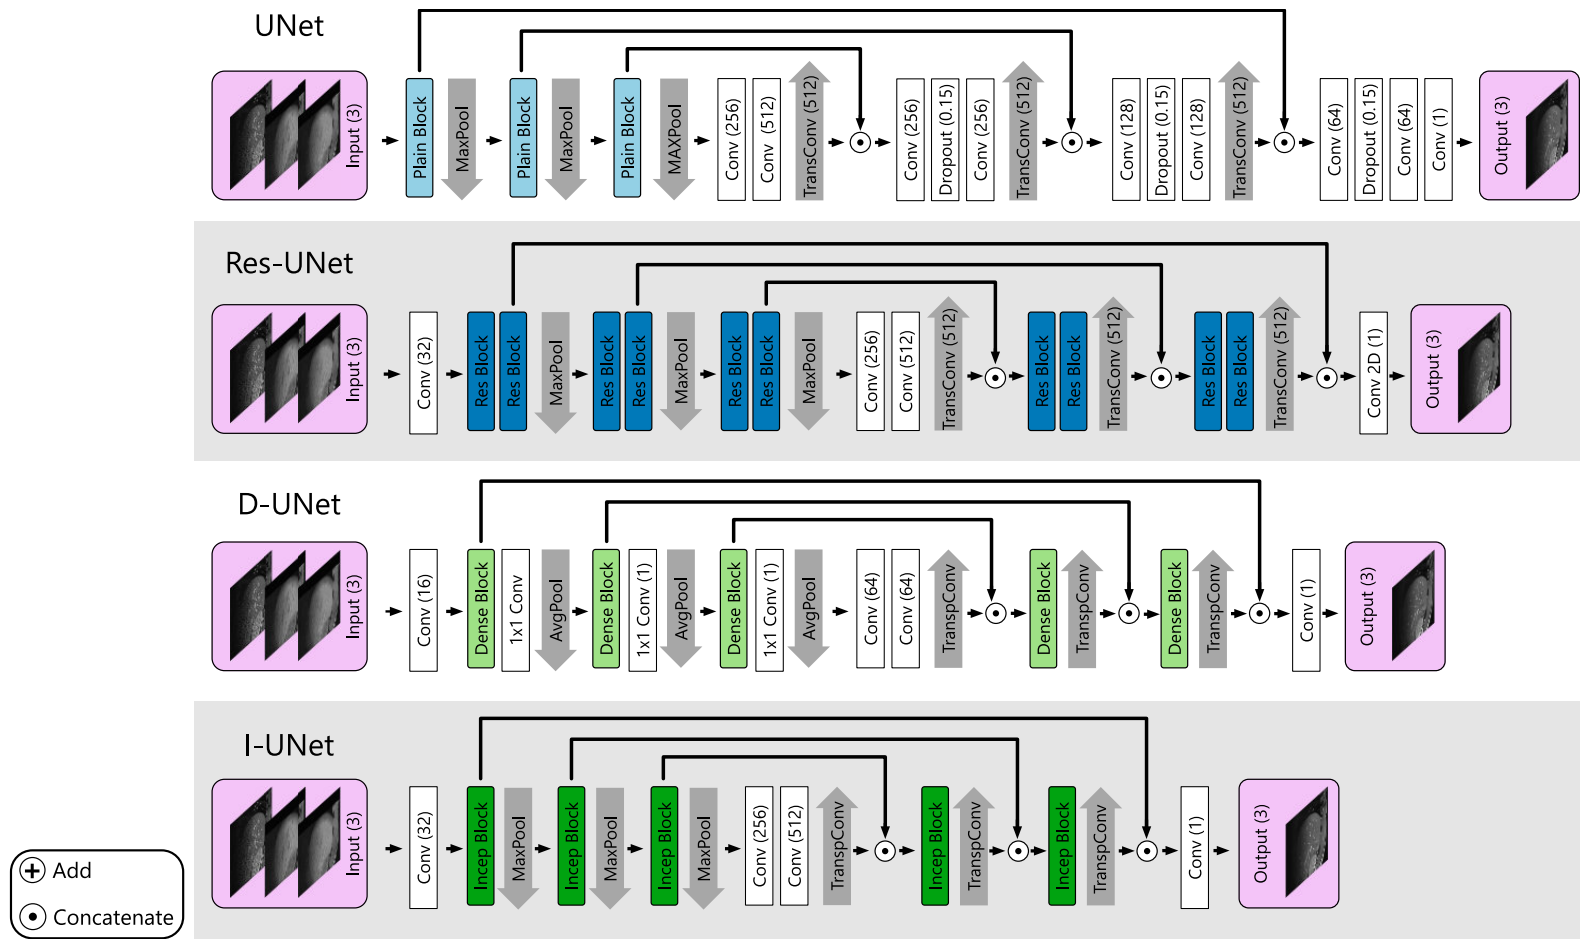 UNet
Input (3)
Plain Block
MaxPool
Plain Block
MaxPool
Plain Block
MAXPool
Conv (256)
Conv (512)
TransConv (512)
Conv (256)
Dropout (0.15)
Conv (256)
TransConv (512)
Conv (128)
Dropout (0.15)
Conv (128)
TransConv (512)
Conv (64)
Dropout (0.15)
Conv (64)
Conv (1)
Output (3)
Res-UNet
Input (3)
Conv (32)
Res Block
Res Block
MaxPool
Res Block
Res Block
MaxPool
Res Block
Res Block
MaxPool
Conv (256)
Conv (512)
TransConv (512)
Res Block
Res Block
TransConv (512)
Res Block
Res Block
TransConv (512)
Conv 2D (1)
Output (3)
D-UNet
Input (3)
Conv (16)
Dense Block
1x1 Conv
AvgPool
Dense Block
1x1 Conv (1)
AvgPool
Dense Block
1x1 Conv (1)
AvgPool
Conv (64)
Conv (64)
TranspConv
Dense Block
TranspConv
Dense Block
TranspConv
Conv (1)
Output (3)
I-UNet
Input (3)
Conv (32)
Incep Block
MaxPool
Incep Block
MaxPool
Incep Block
MaxPool
Conv (256)
Conv (512)
TranspConv
Incep Block
TranspConv
Incep Block
TranspConv
Conv (1)
Output (3)
Add
Concatenate